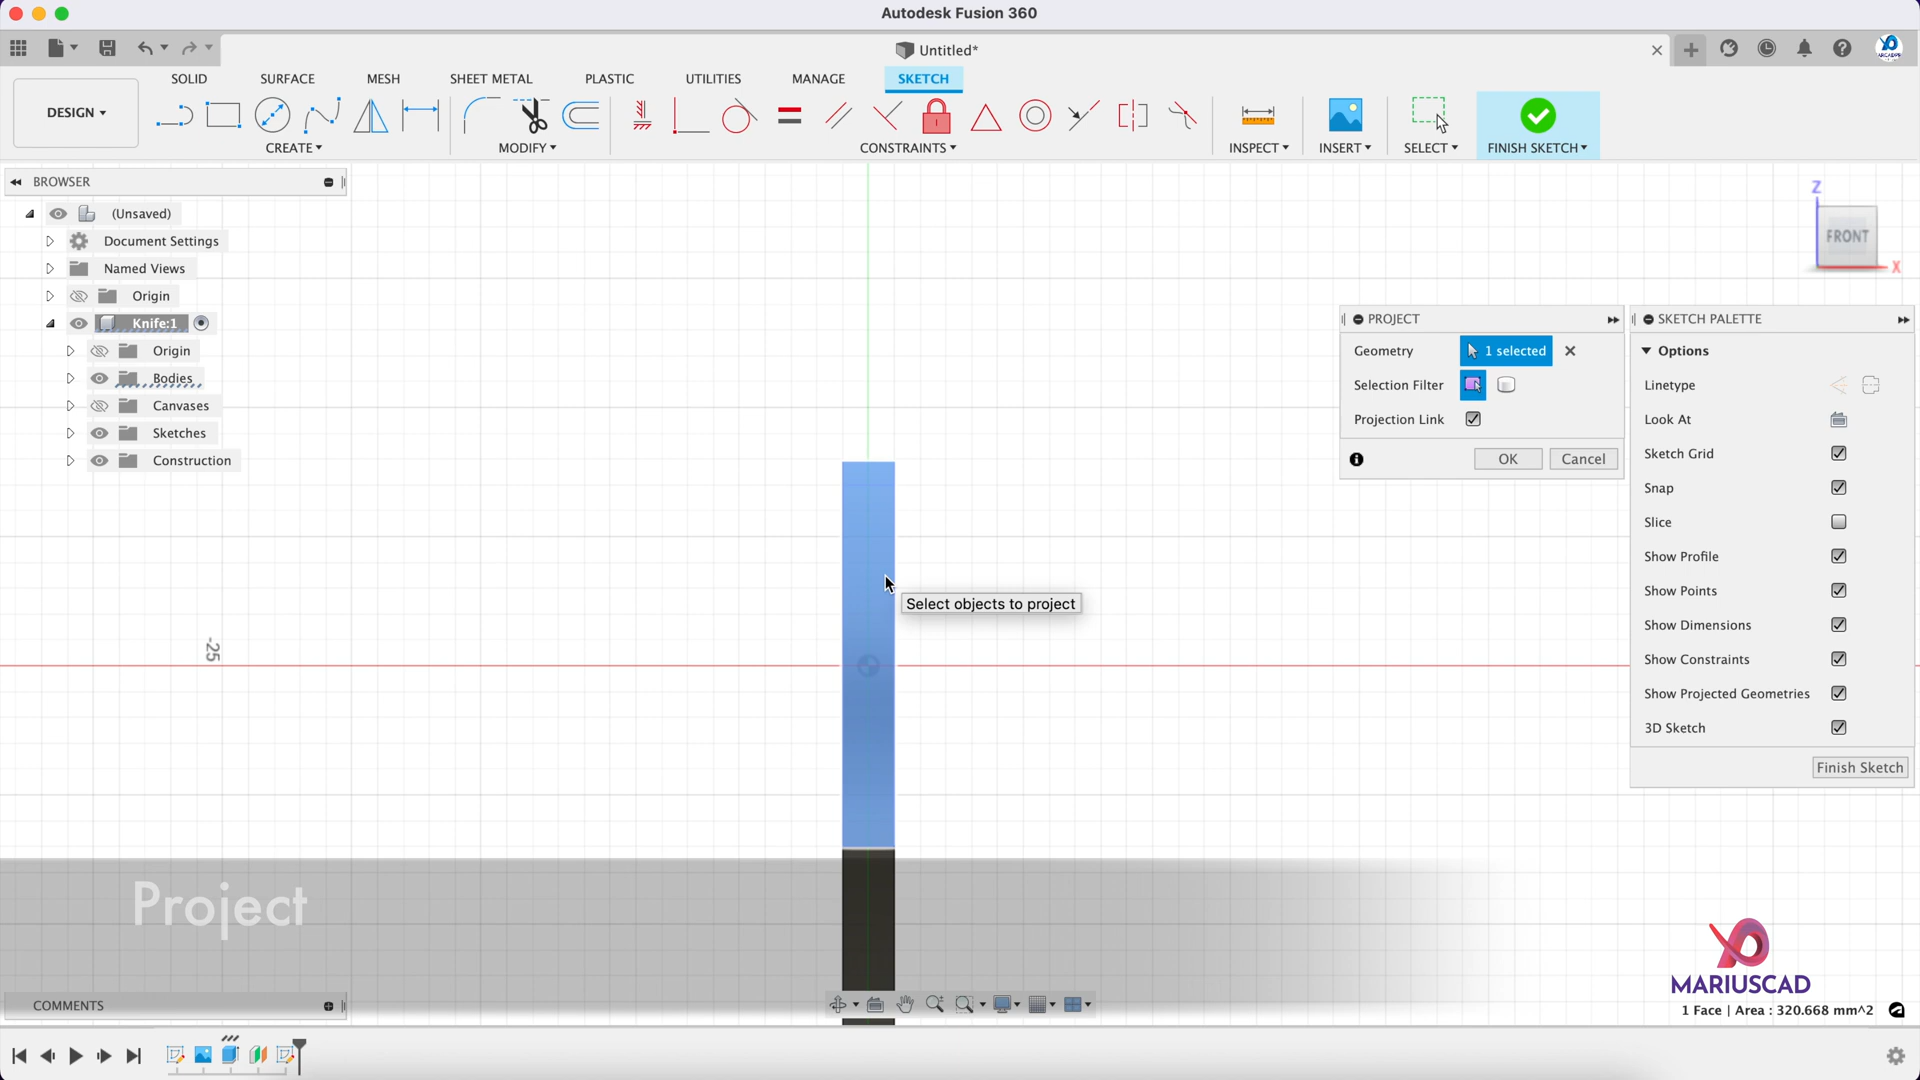 Autodesk Fusion 360
Untitled*
SOLID SURFACE MESH SHEET METAL PLASTIC UTILITIES MANAGE SKETCH
DESIGN
CREATE MODIFY CONSTRAINTS INSPECT INSERT SELECT FINISH SKETCH
BROWSER
(Unsaved)
Document Settings
Named Views
Origin
Knife:1
Origin
Bodies
Canvases
Sketches
Construction
Z
FRONT
X
PROJECT
Geometry 1 selected
Selection Filter
Projection Link
OK Cancel
SKETCH PALETTE
Options
Linetype
Look At
Sketch Grid
Snap
Slice
Show Profile
Show Points
Show Dimensions
Show Constraints
Show Projected Geometries
3D Sketch
Finish Sketch
Select objects to project
-25
Project
MARIUSCAD
COMMENTS
1 Face | Area : 320.668 mm^2